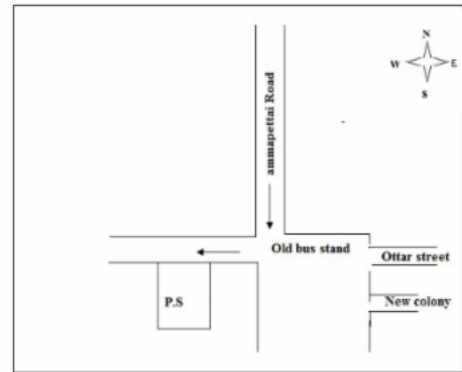 N
W E
S
ammapettai Road
Old bus stand
Ottar street
P.S
New colony